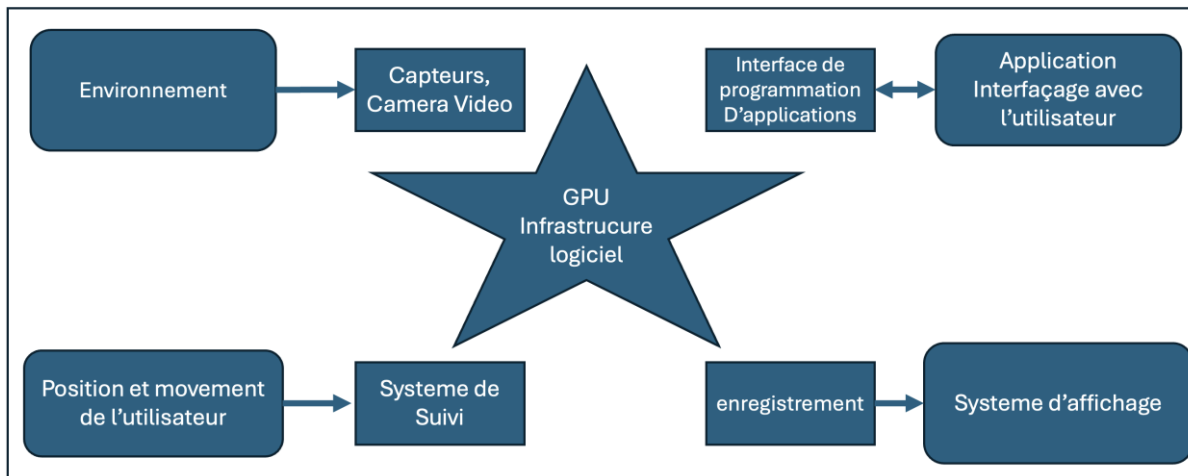 Environnement
Capteurs,
Camera Video
Interface de
programmation
D'applications
Application
Interfaçage avec
l'utilisateur
GPU
Infrastrucure
logiciel
Position et movement
de l'utilisateur
Systeme de
Suivi
enregistrement
Systeme d'affichage